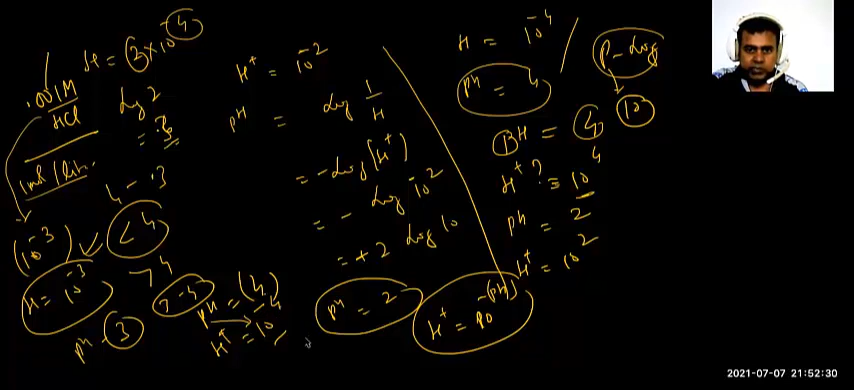 H = 3×10^-4
.001M
HCl
log 2
= .3
1mol/lit.
4 - .3
(10^-3) ✓ < 4
H = 10^-3
> 4
3-4
pH 3
pH = (4)
H^+ = 10^-4
H^+ = 10^-2
pH = log 1/H
= -log(H^+)
= - log 10^-2
= +2 log 10
pH = 2
H^+ = 10^-(pH)
H = 10^-4
pH = 4
P - log
10^3
pH = 4
H^+ ? = 10^4
pH = 2
H^+ = 10^2
2021-07-07 21:52:30